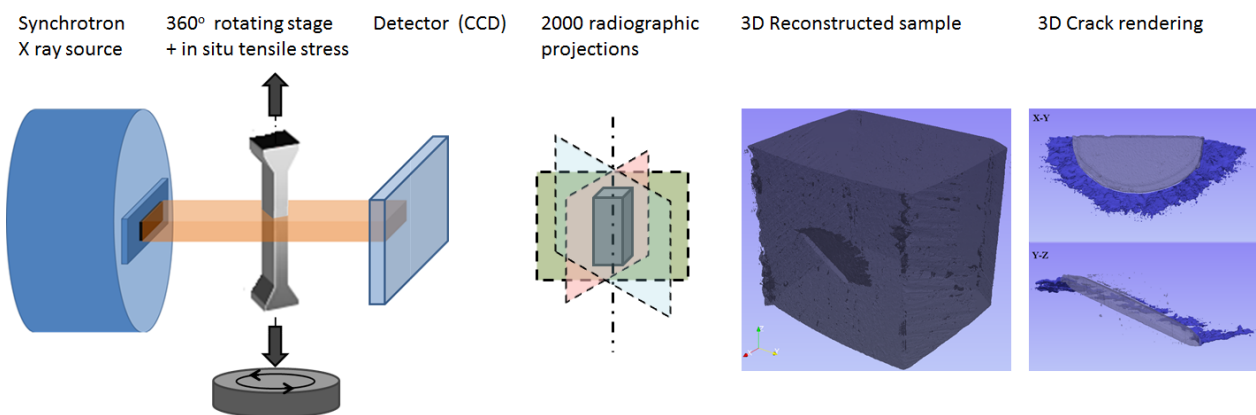 Synchrotron
X ray source
360° rotating stage
+ in situ tensile stress
Detector (CCD)
2000 radiographic
projections
3D Reconstructed sample
3D Crack rendering
X-Y
Y-Z